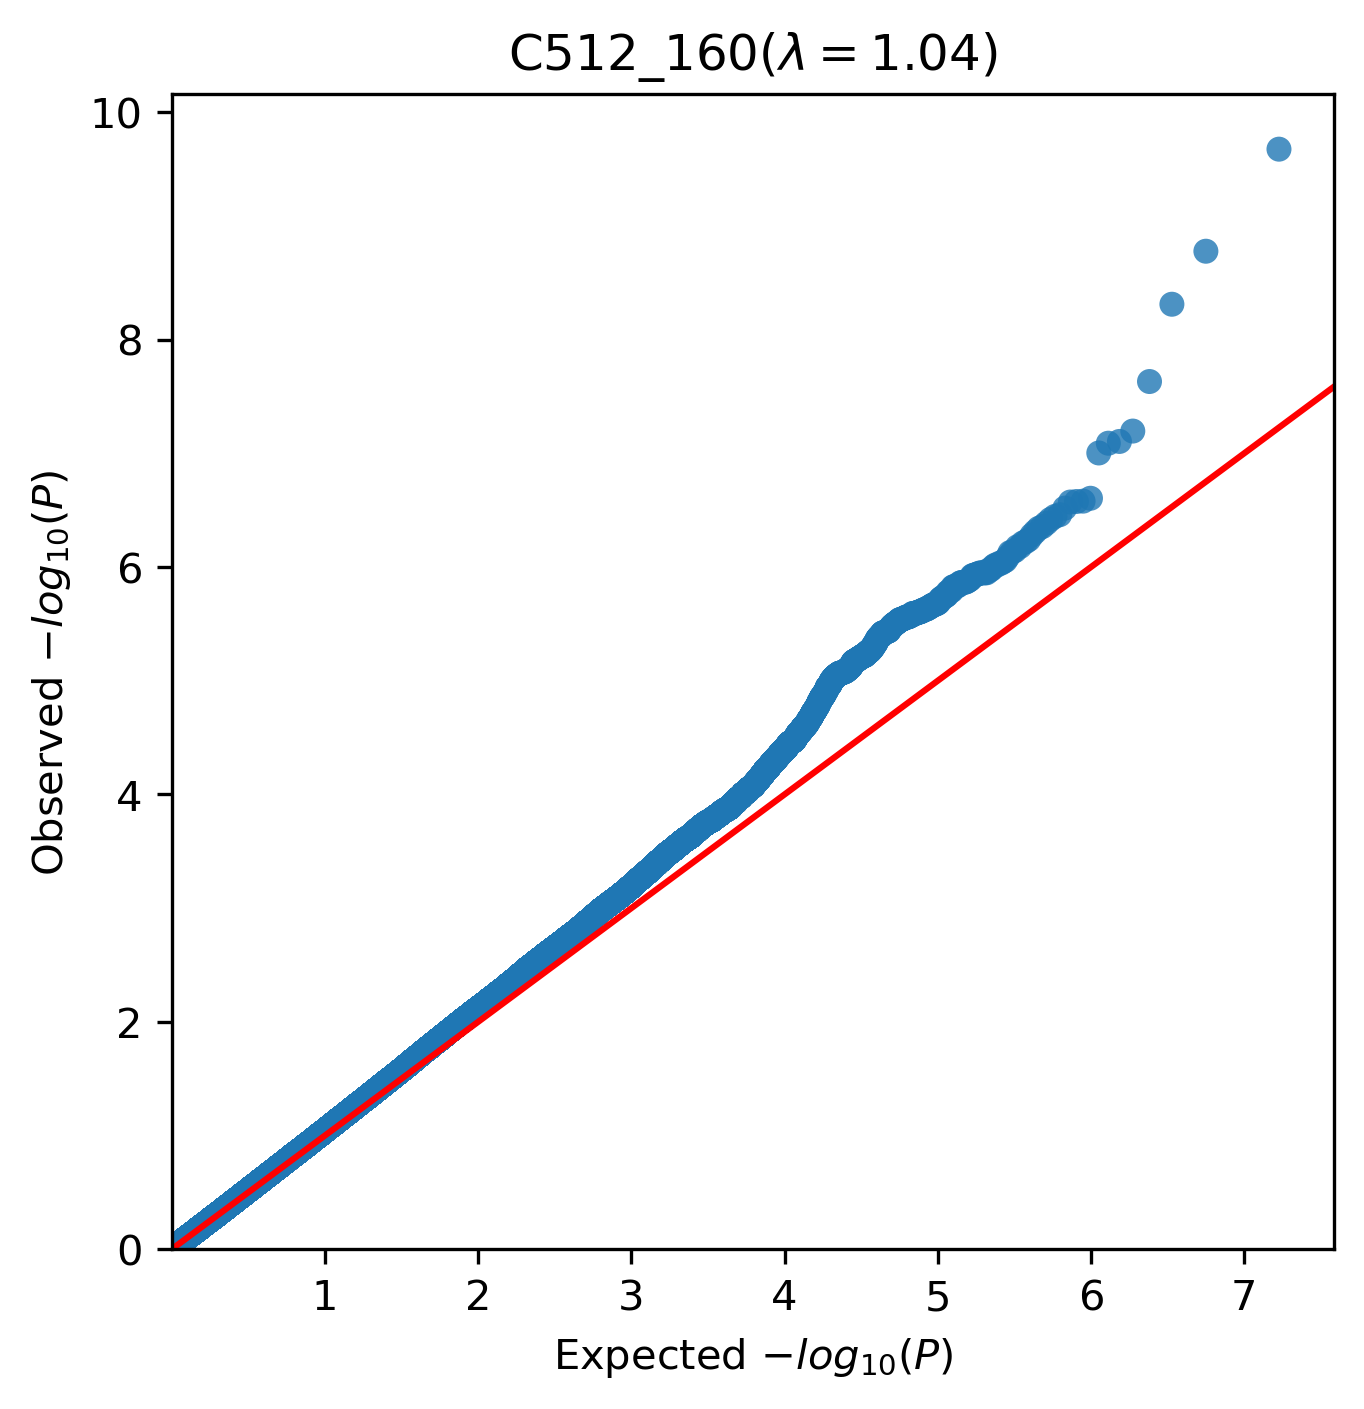 C512_160(λ = 1.04)
10
8
6
4
2
0
Observed −log₁₀(P)
1 2 3 4 5 6 7
Expected −log₁₀(P)